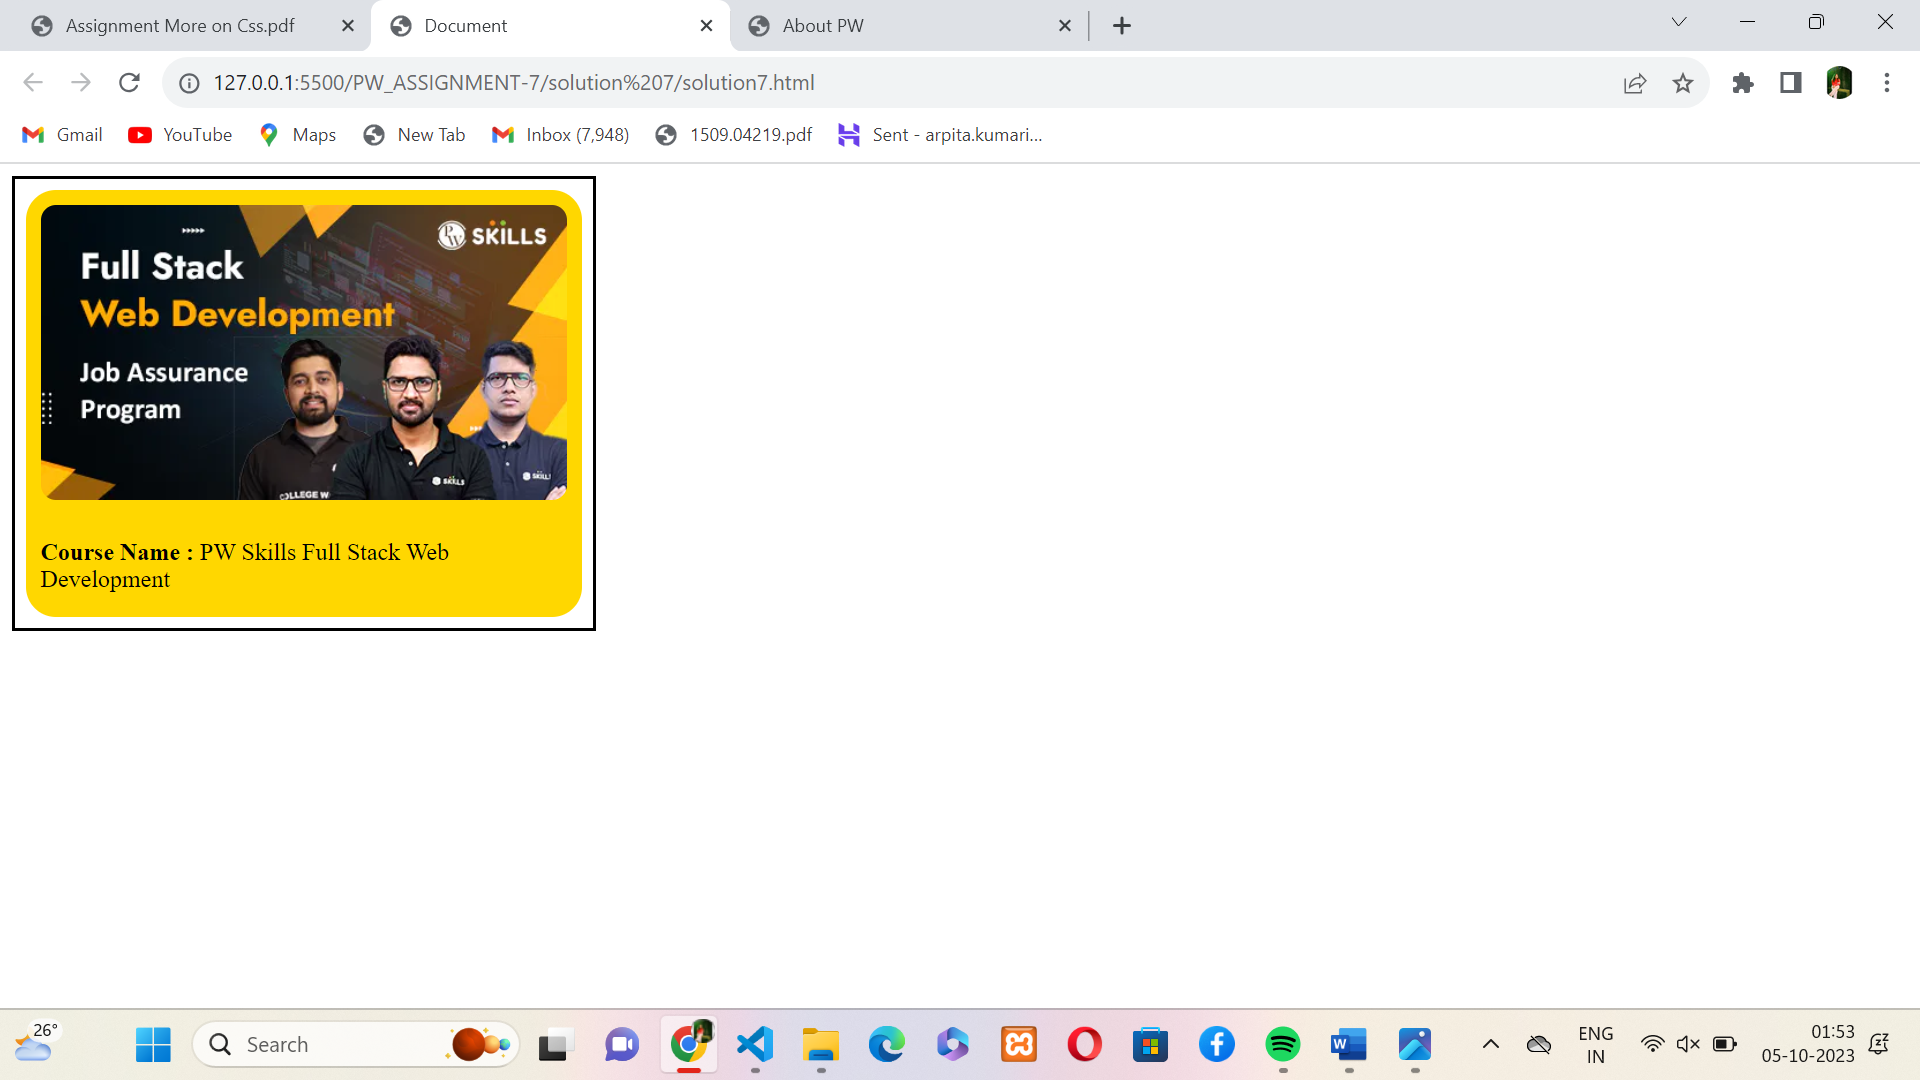 Assignment More on Css.pdf
Document
About PW
127.0.0.1:5500/PW_ASSIGNMENT-7/solution%207/solution7.html
Gmail
YouTube
Maps
New Tab
Inbox (7,948)
1509.04219.pdf
Sent - arpita.kumari...
PW SKILLS
Full Stack
Web Development
Job Assurance
Program
SKILLS
SKILL
COLLEGE W
Course Name : PW Skills Full Stack Web
Development
26°
Search
ENG
IN
01:53
05-10-2023